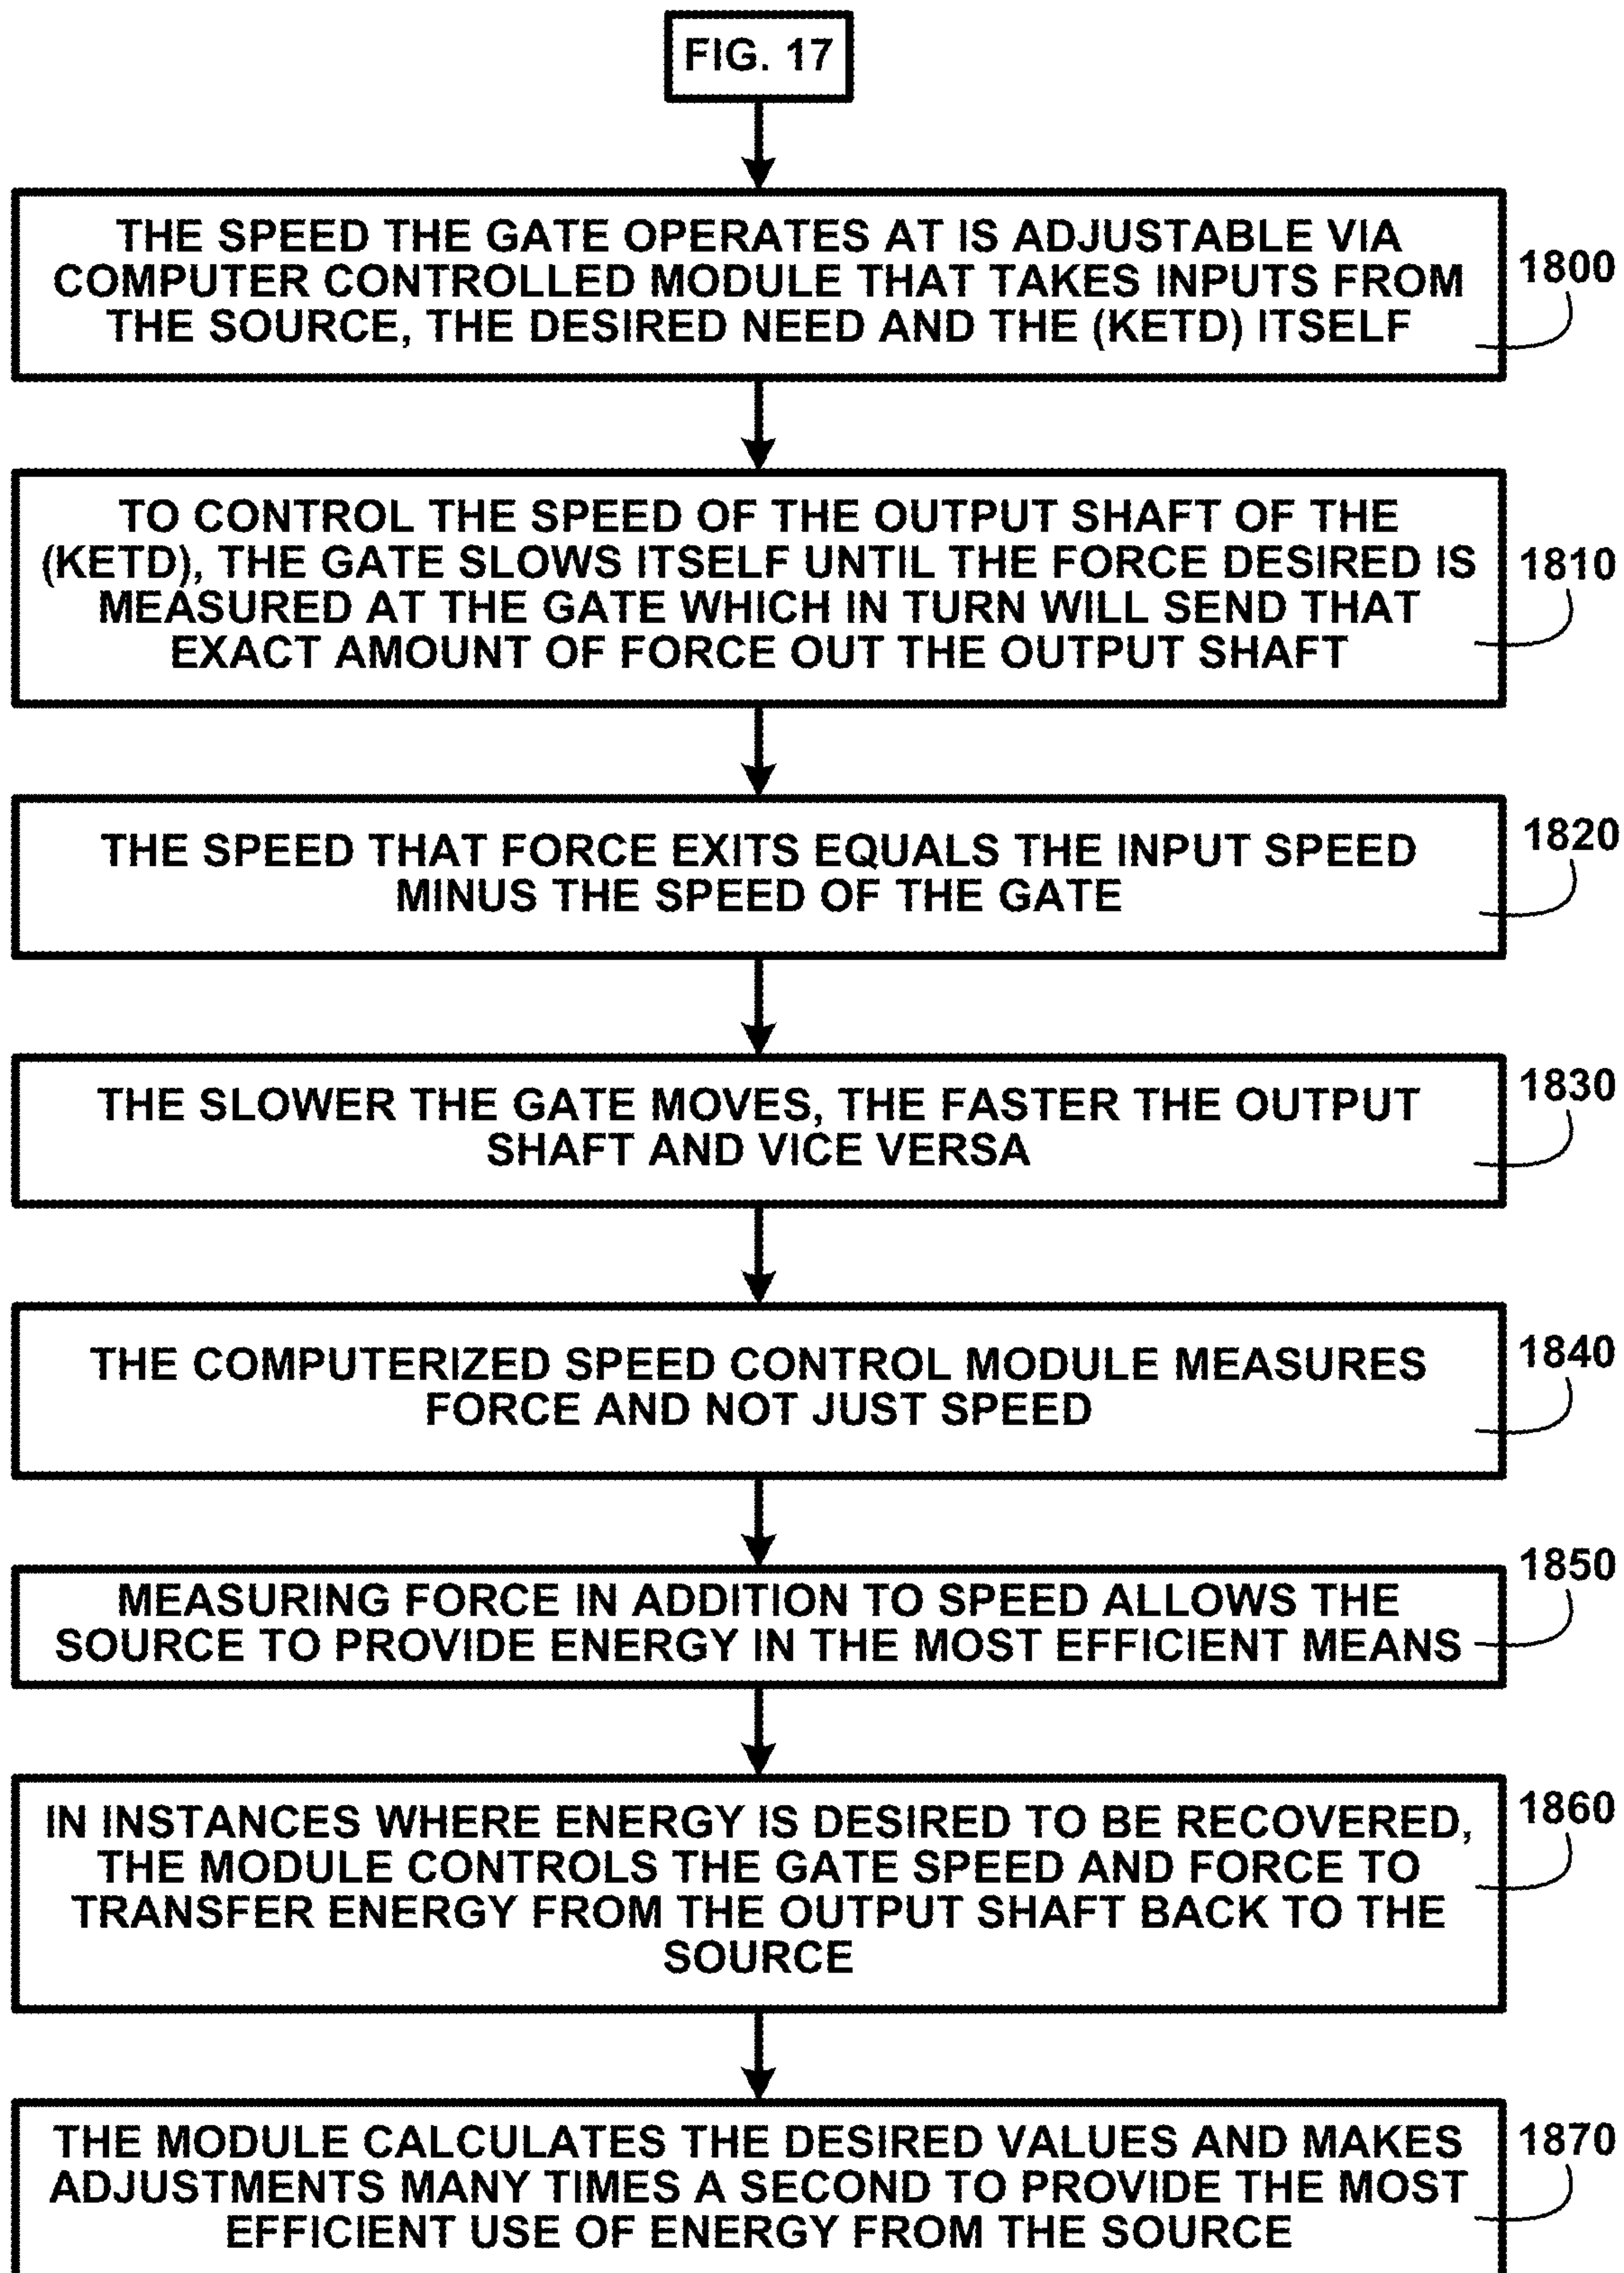 FIG. 17
THE SPEED THE GATE OPERATES AT IS ADJUSTABLE VIA
COMPUTER CONTROLLED MODULE THAT TAKES INPUTS FROM
THE SOURCE, THE DESIRED NEED AND THE (KETD) ITSELF
1800
TO CONTROL THE SPEED OF THE OUTPUT SHAFT OF THE
(KETD), THE GATE SLOWS ITSELF UNTIL THE FORCE DESIRED IS
MEASURED AT THE GATE WHICH IN TURN WILL SEND THAT
EXACT AMOUNT OF FORCE OUT THE OUTPUT SHAFT
1810
THE SPEED THAT FORCE EXITS EQUALS THE INPUT SPEED
MINUS THE SPEED OF THE GATE
1820
THE SLOWER THE GATE MOVES, THE FASTER THE OUTPUT
SHAFT AND VICE VERSA
1830
THE COMPUTERIZED SPEED CONTROL MODULE MEASURES
FORCE AND NOT JUST SPEED
1840
MEASURING FORCE IN ADDITION TO SPEED ALLOWS THE
SOURCE TO PROVIDE ENERGY IN THE MOST EFFICIENT MEANS
1850
IN INSTANCES WHERE ENERGY IS DESIRED TO BE RECOVERED,
THE MODULE CONTROLS THE GATE SPEED AND FORCE TO
TRANSFER ENERGY FROM THE OUTPUT SHAFT BACK TO THE
SOURCE
1860
THE MODULE CALCULATES THE DESIRED VALUES AND MAKES
ADJUSTMENTS MANY TIMES A SECOND TO PROVIDE THE MOST
EFFICIENT USE OF ENERGY FROM THE SOURCE
1870